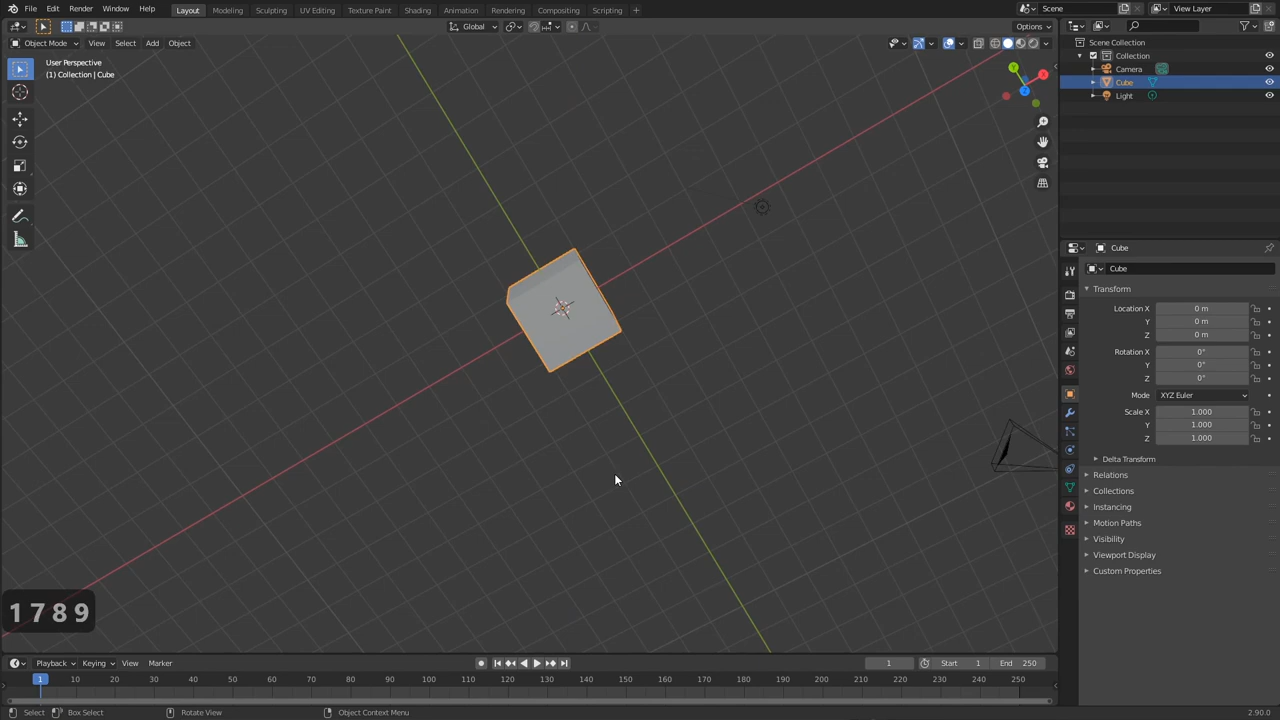 File Edit Render Window Help Layout Modeling Sculpting UV Editing Texture Paint Shading Animation Rendering Compositing Scripting + Scene View Layer
Global Options
Object Mode View Select Add Object
User Perspective
(1) Collection | Cube
Y X Z
Scene Collection
Collection
Camera
Cube
Light
Cube
Cube
Transform
Location X 0 m
Y 0 m
Z 0 m
Rotation X 0°
Y 0°
Z 0°
Mode XYZ Euler
Scale X 1.000
Y 1.000
Z 1.000
Delta Transform
Relations
Collections
Instancing
Motion Paths
Visibility
Viewport Display
Custom Properties
1 7 8 9
Playback Keying View Marker 1 Start 1 End 250
1 10 20 30 40 50 60 70 80 90 100 110 120 130 140 150 160 170 180 190 200 210 220 230 240 250
Select Box Select Rotate View Object Context Menu 2.90.0